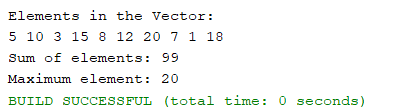 Elements in the Vector:
5 10 3 15 8 12 20 7 1 18
Sum of elements: 99
Maximum element: 20
BUILD SUCCESSFUL (total time: 0 seconds)